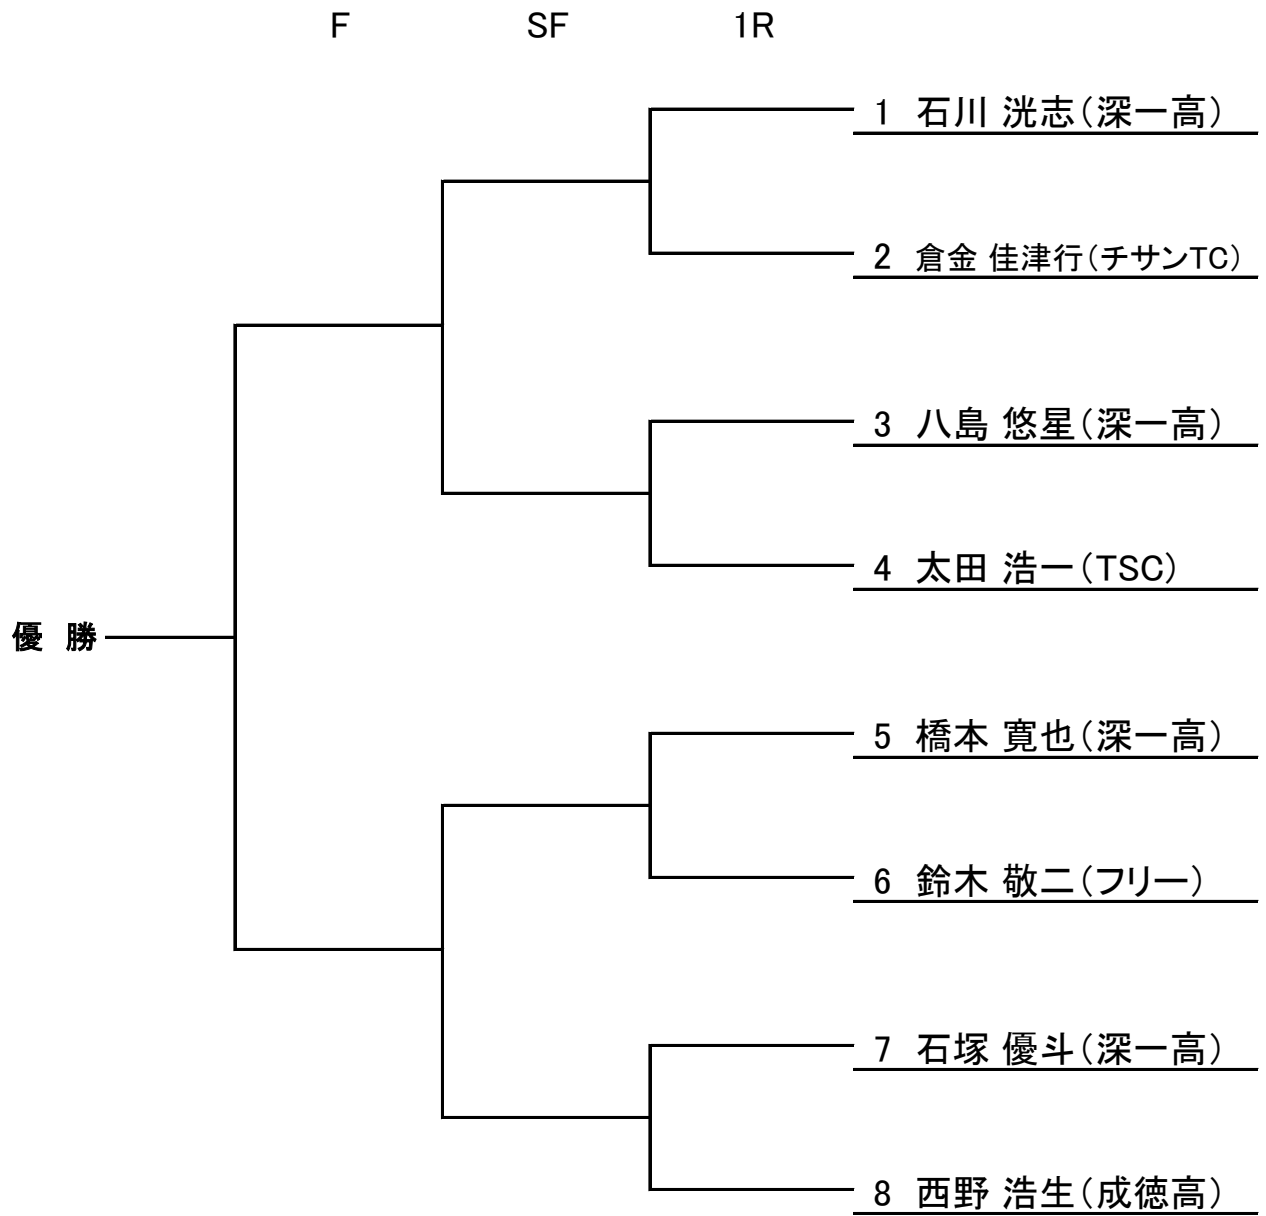 F SF 1R
1 石川 洸志（深一高）
2 倉金 佳津行（チサンTC）
3 八島 悠星（深一高）
4 太田 浩一（TSC）
優 勝
5 橋本 寛也（深一高）
6 鈴木 敬二（フリー）
7 石塚 優斗（深一高）
8 西野 浩生（成徳高）